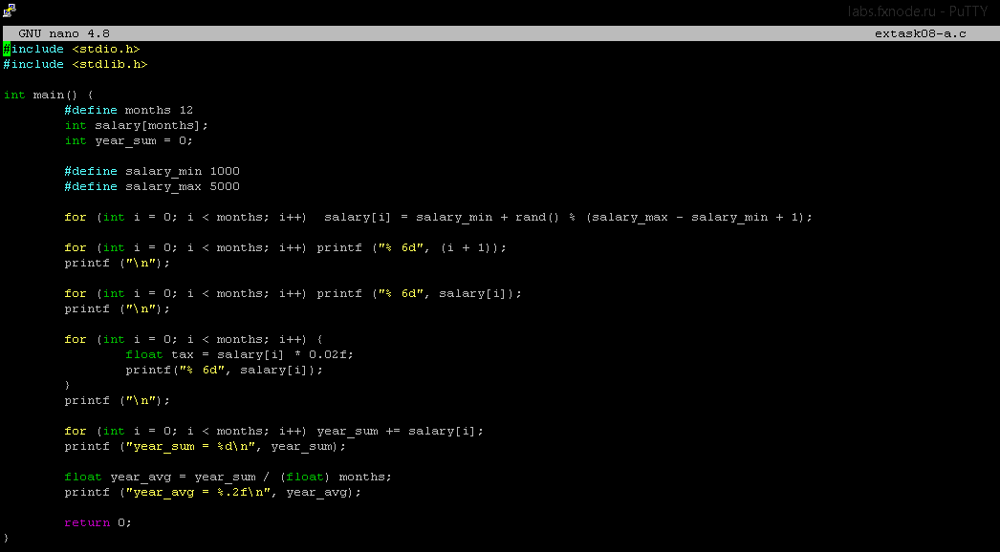 labs.fxnode.ru - PuTTY
GNU nano 4.8 extask08-a.c
#include <stdio.h>
#include <stdlib.h>
int main() {
#define months 12
int salary[months];
int year_sum = 0;
#define salary_min 1000
#define salary_max 5000
for (int i = 0; i < months; i++)  salary[i] = salary_min + rand() % (salary_max - salary_min + 1);
for (int i = 0; i < months; i++) printf ("% 6d", (i + 1));
printf ("\n");
for (int i = 0; i < months; i++) printf ("% 6d", salary[i]);
printf ("\n");
for (int i = 0; i < months; i++) {
float tax = salary[i] * 0.02f;
printf("% 6d", salary[i]);
}
printf ("\n");
for (int i = 0; i < months; i++) year_sum += salary[i];
printf ("year_sum = %d\n", year_sum);
float year_avg = year_sum / (float) months;
printf ("year_avg = %.2f\n", year_avg);
return 0;
}